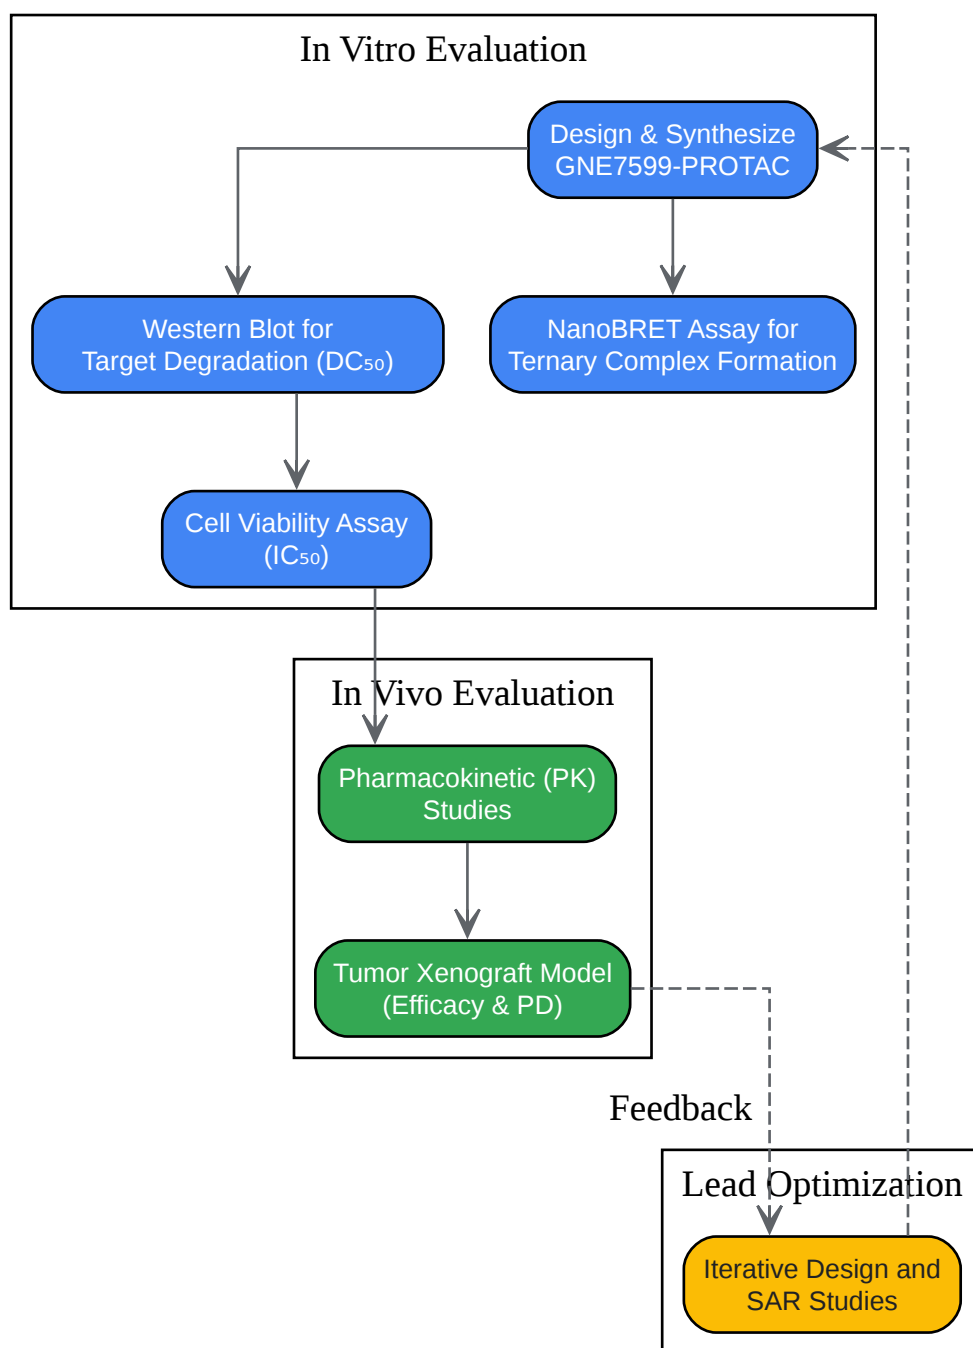 In Vitro Evaluation
Design & Synthesize
GNE7599-PROTAC
Western Blot for
Target Degradation (DC₅₀)
NanoBRET Assay for
Ternary Complex Formation
Cell Viability Assay
(IC₅₀)
In Vivo Evaluation
Pharmacokinetic (PK)
Studies
Tumor Xenograft Model
(Efficacy & PD)
Feedback
Lead Optimization
Iterative Design and
SAR Studies